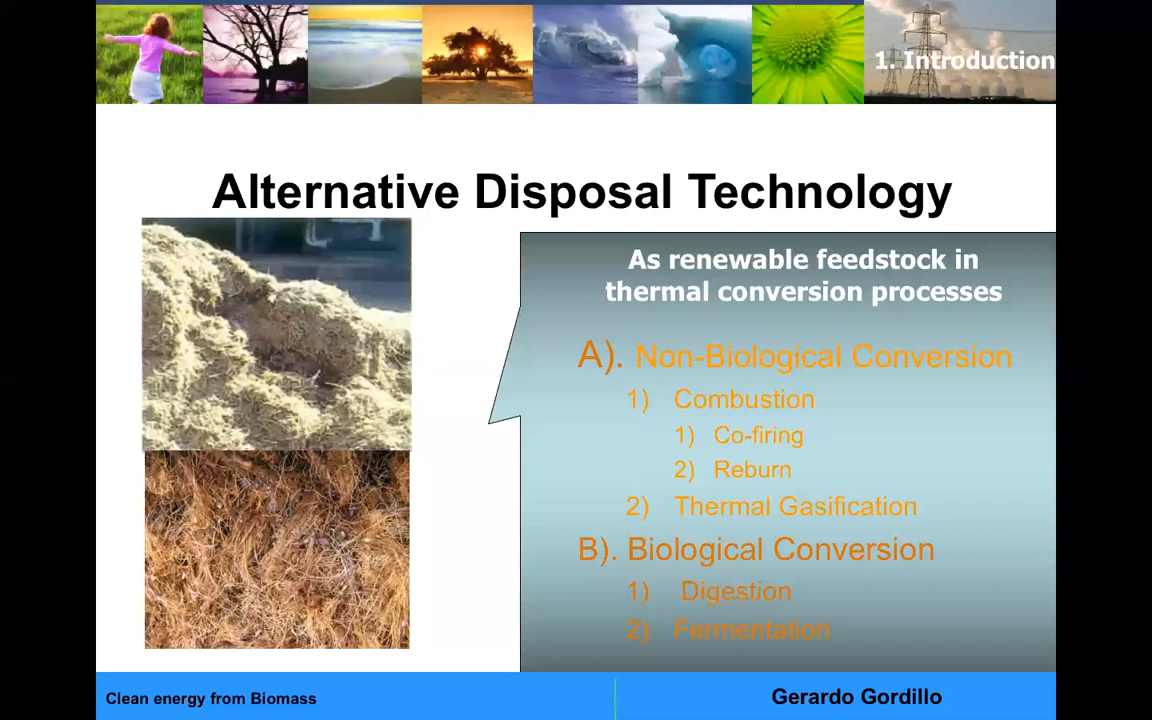 1. Introduction
Alternative Disposal Technology
As renewable feedstock in
thermal conversion processes
A). Non-Biological Conversion
1) Combustion
1) Co-firing
2) Reburn
2) Thermal Gasification
B). Biological Conversion
1) Digestion
2) Fermentation
Clean energy from Biomass
Gerardo Gordillo